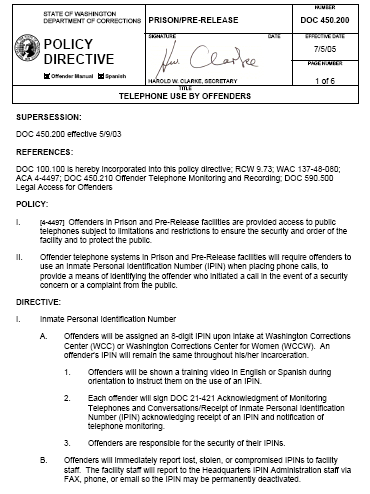 STATE OF WASHINGTON
DEPARTMENT OF CORRECTIONS
POLICY
DIRECTIVE
Offender Manual Spanish
PRISON/PRE-RELEASE
NUMBER
DOC 450.200
SIGNATURE
DATE
EFFECTIVE DATE
7/5/05
PAGE NUMBER
HAROLD W. CLARKE, SECRETARY
1 of 6
TITLE
TELEPHONE USE BY OFFENDERS
SUPERSESSION:
DOC 450.200 effective 5/9/03
REFERENCES:
DOC 100.100 is hereby incorporated into this policy directive; RCW 9.73; WAC 137-48-080;
ACA 4-4497; DOC 450.210 Offender Telephone Monitoring and Recording; DOC 590.500
Legal Access for Offenders
POLICY:
I. [4-4497] Offenders in Prison and Pre-Release facilities are provided access to public
telephones subject to limitations and restrictions to ensure the security and order of the
facility and to protect the public.
II. Offender telephone systems in Prison and Pre-Release facilities will require offenders to
use an Inmate Personal Identification Number (IPIN) when placing phone calls, to
provide a means of identifying the offender who initiated a call in the event of a security
concern or a complaint from the public.
DIRECTIVE:
I. Inmate Personal Identification Number
A. Offenders will be assigned an 6-digit IPIN upon intake at Washington Corrections
Center (WCC) or Washington Corrections Center for Women (WCCW). An
offender's IPIN will remain the same throughout his/her incarceration.
1. Offenders will be shown a training video in English or Spanish during
orientation to instruct them on the use of an IPIN.
2. Each offender will sign DOC 21-421 Acknowledgment of Monitoring
Telephones and Conversations/Receipt of Inmate Personal Identification
Number (IPIN) acknowledging receipt of an IPIN and notification of
telephone monitoring.
3. Offenders are responsible for the security of their IPINs.
B. Offenders will immediately report lost, stolen, or compromised IPINs to facility
staff. The facility staff will report to the Headquarters IPIN Administration staff via
FAX, phone, or email so the IPIN may be permanently deactivated.